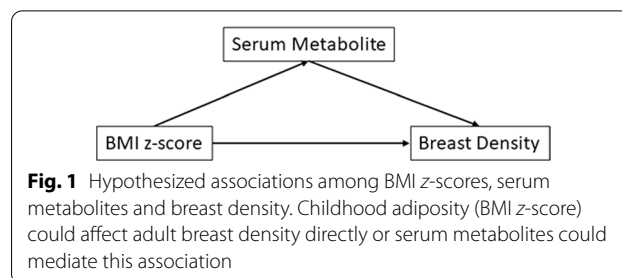 Serum Metabolite
BMI z-score
Breast Density
Fig. 1 Hypothesized associations among BMI z-scores, serum
metabolites and breast density. Childhood adiposity (BMI z-score)
could affect adult breast density directly or serum metabolites could
mediate this association